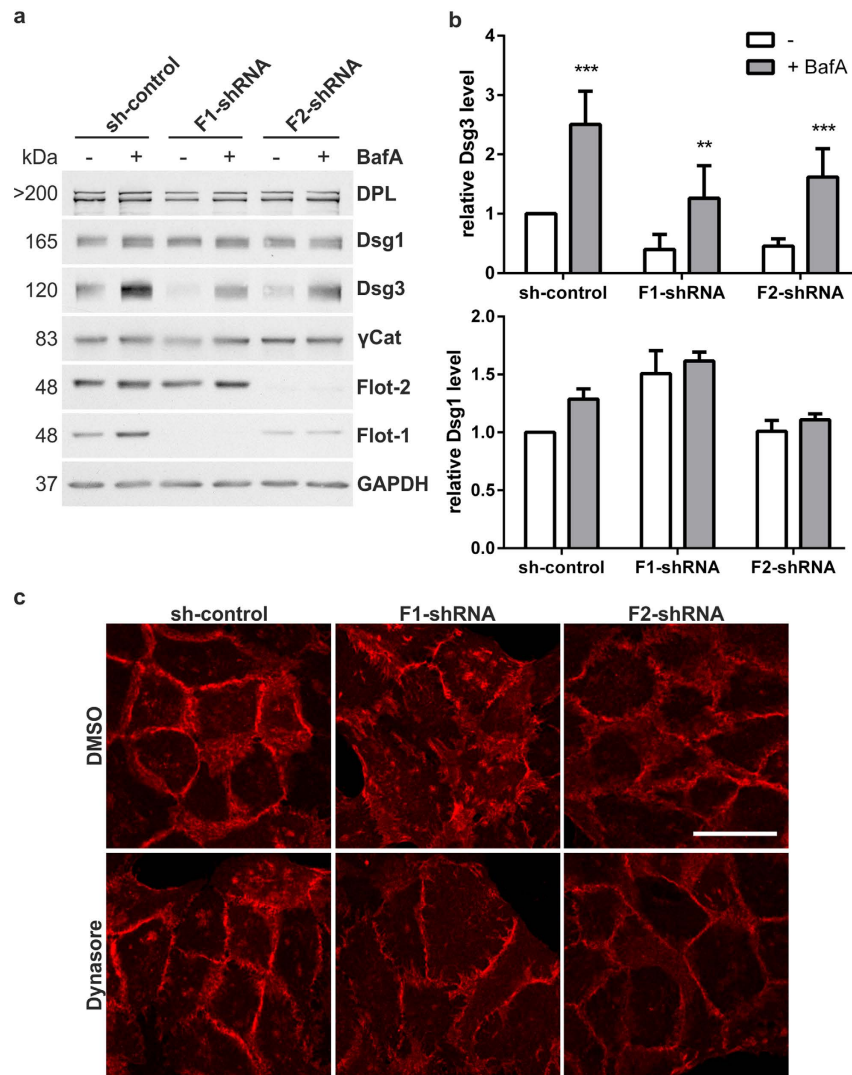 a
sh-control F1-shRNA F2-shRNA
kDa - + - + - + BafA
>200 DPL
165 Dsg1
120 Dsg3
83 γCat
48 Flot-2
48 Flot-1
37 GAPDH
b
-
+ BafA
relative Dsg3 level
4
3
2
1
0
*** ** ***
sh-control F1-shRNA F2-shRNA
relative Dsg1 level
2.0
1.5
1.0
0.5
0.0
sh-control F1-shRNA F2-shRNA
c
sh-control F1-shRNA F2-shRNA
DMSO
Dynasore